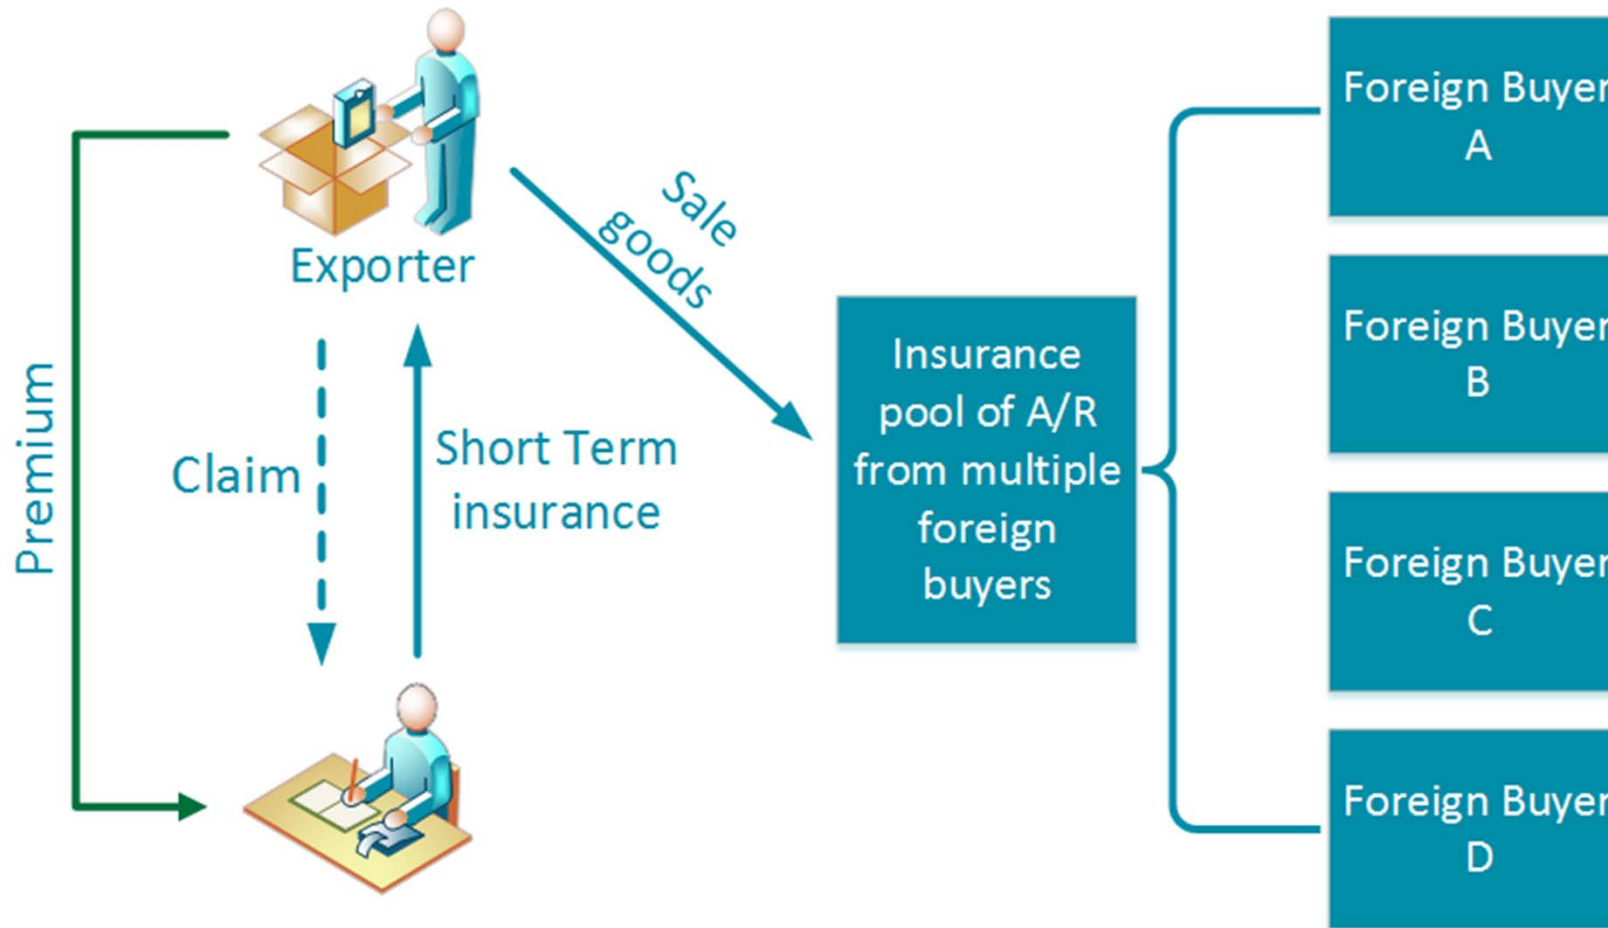 Exporter
Premium
Claim
Short Term
insurance
Sale
goods
Insurance
pool of A/R
from multiple
foreign
buyers
Foreign Buyer
A
Foreign Buyer
B
Foreign Buyer
C
Foreign Buyer
D